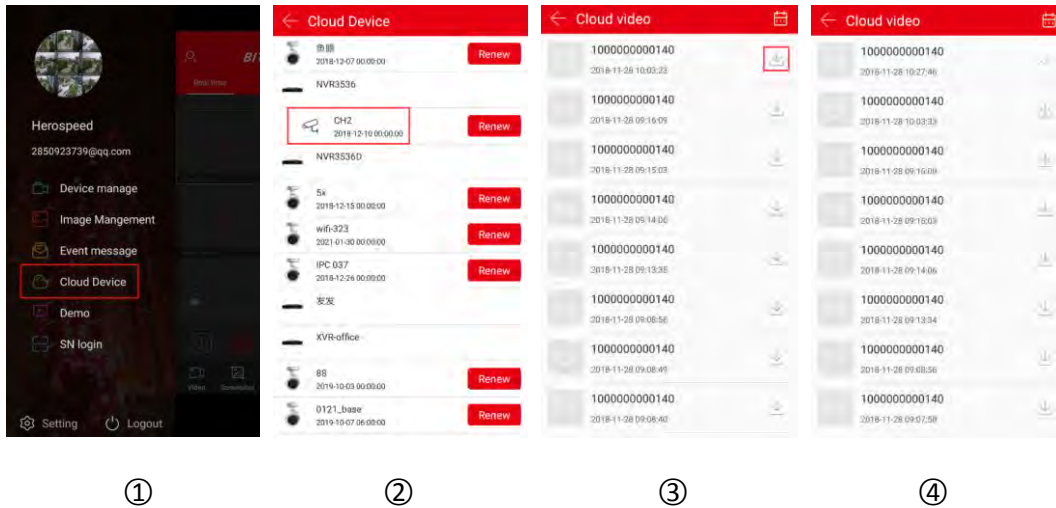 BI
Real time
Herospeed
2850923739@qq.com
Device manage
Image Mangement
Event message
Cloud Device
Demo
SN login
Video
Setting
Logout
Cloud Device
鱼眼
2018-12-07 00:00:00
Renew
NVR3536
CH2
2018-12-10 00:00:00
Renew
NVR3536D
5x
2018-12-15 00:00:00
Renew
wifi-323
2021-01-30 00:00:00
Renew
IPC 037
2018-12-26 00:00:00
Renew
发发
XVR-office
88
2019-10-03 00:00:00
Renew
0121_base
2019-10-07 06:00:00
Renew
Cloud video
1000000000140
2018-11-28 10:03:23
1000000000140
2018-11-28 09:16:09
1000000000140
2018-11-28 09:15:03
1000000000140
2018-11-28 09:14:06
1000000000140
2018-11-28 09:13:35
1000000000140
2018-11-28 09:08:56
1000000000140
2018-11-28 09:08:49
1000000000140
2018-11-28 09:08:40
Cloud video
1000000000140
2018-11-28 10:27:46
1000000000140
2018-11-28 10:03:33
1000000000140
2018-11-28 09:16:09
1000000000140
2018-11-28 09:15:03
1000000000140
2018-11-28 09:14:06
1000000000140
2018-11-28 09:13:34
1000000000140
2018-11-28 09:08:56
1000000000140
2018-11-28 09:07:58
①
②
③
④